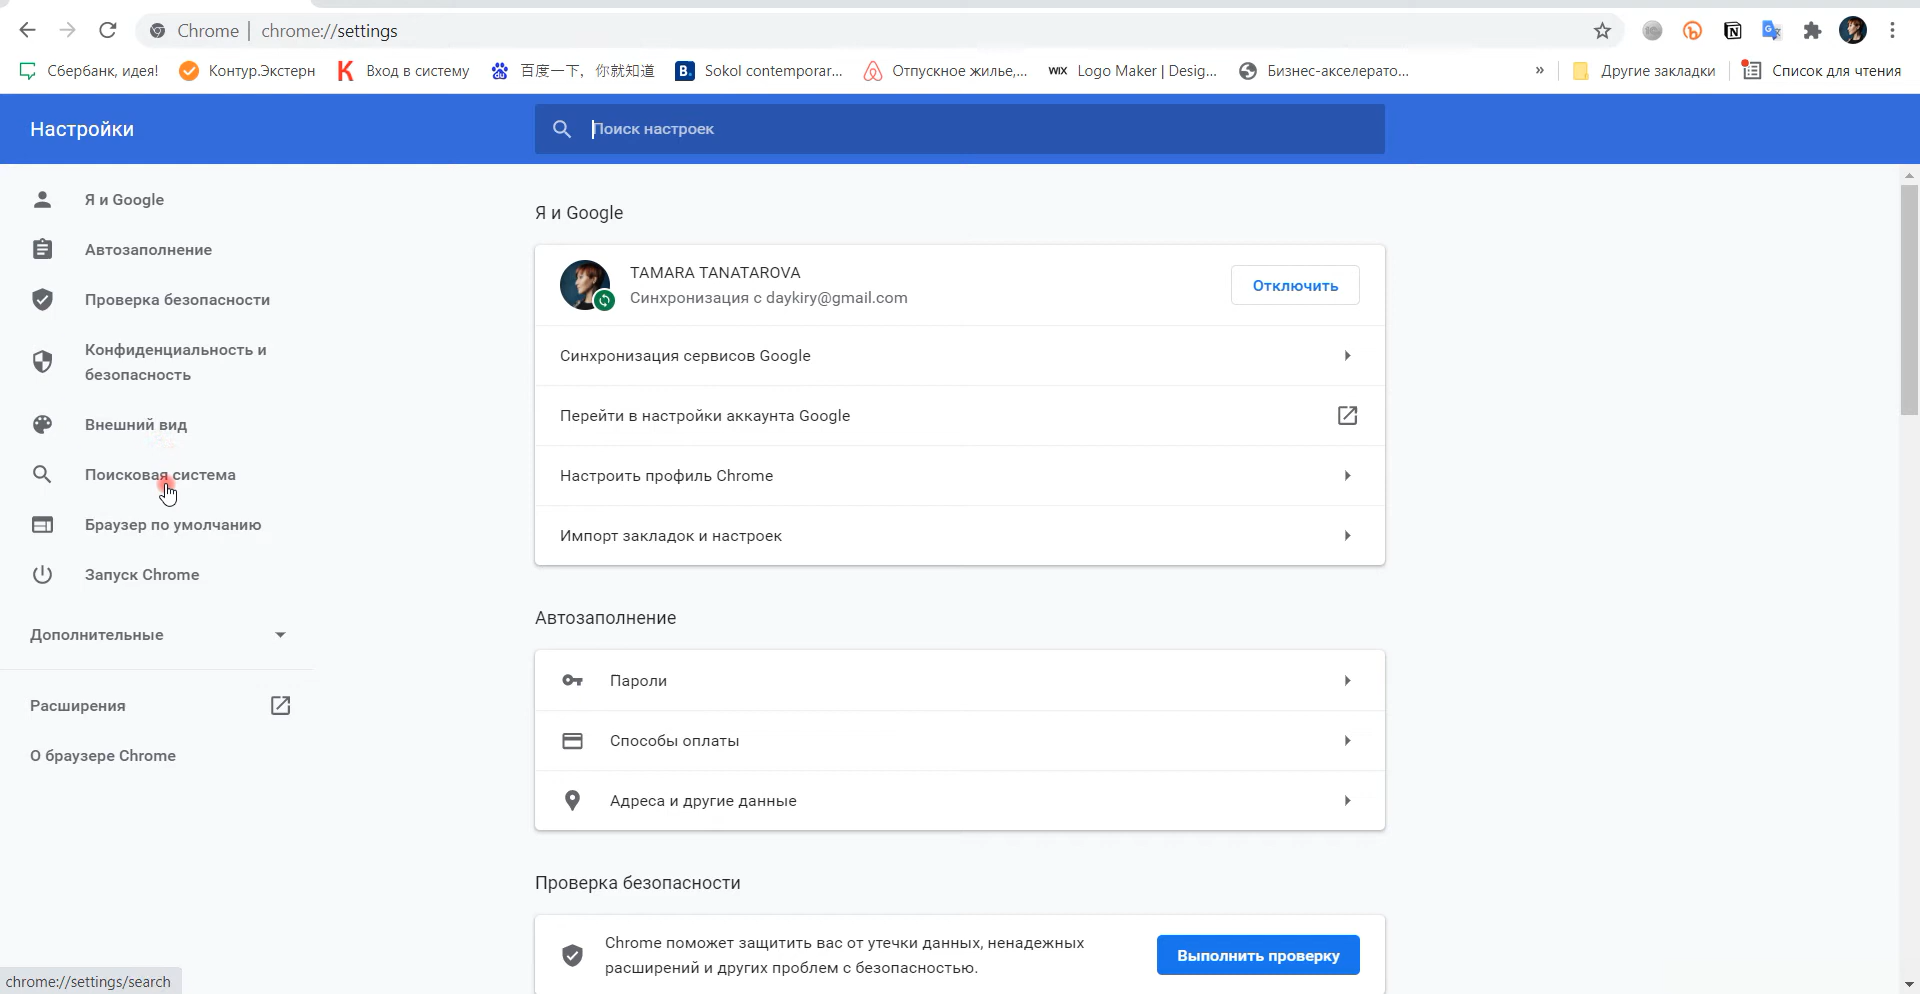 Chrome | chrome://settings
Сбербанк, идея! Контур.Экстерн Вход в систему 百度一下，你就知道 B. Sokol contemporar... Отпускное жилье,... WIX Logo Maker | Desig... Бизнес-акселерато... » Другие закладки Список для чтения
Настройки
Поиск настроек
Я и Google
Автозаполнение
Проверка безопасности
Конфиденциальность и
безопасность
Внешний вид
Поисковая система
Браузер по умолчанию
Запуск Chrome
Дополнительные
Расширения
О браузере Chrome
Я и Google
TAMARA TANATAROVA
Синхронизация с daykiry@gmail.com
Отключить
Синхронизация сервисов Google
Перейти в настройки аккаунта Google
Настроить профиль Chrome
Импорт закладок и настроек
Автозаполнение
Пароли
Способы оплаты
Адреса и другие данные
Проверка безопасности
Chrome поможет защитить вас от утечки данных, ненадежных
расширений и других проблем с безопасностью.
Выполнить проверку
chrome://settings/search